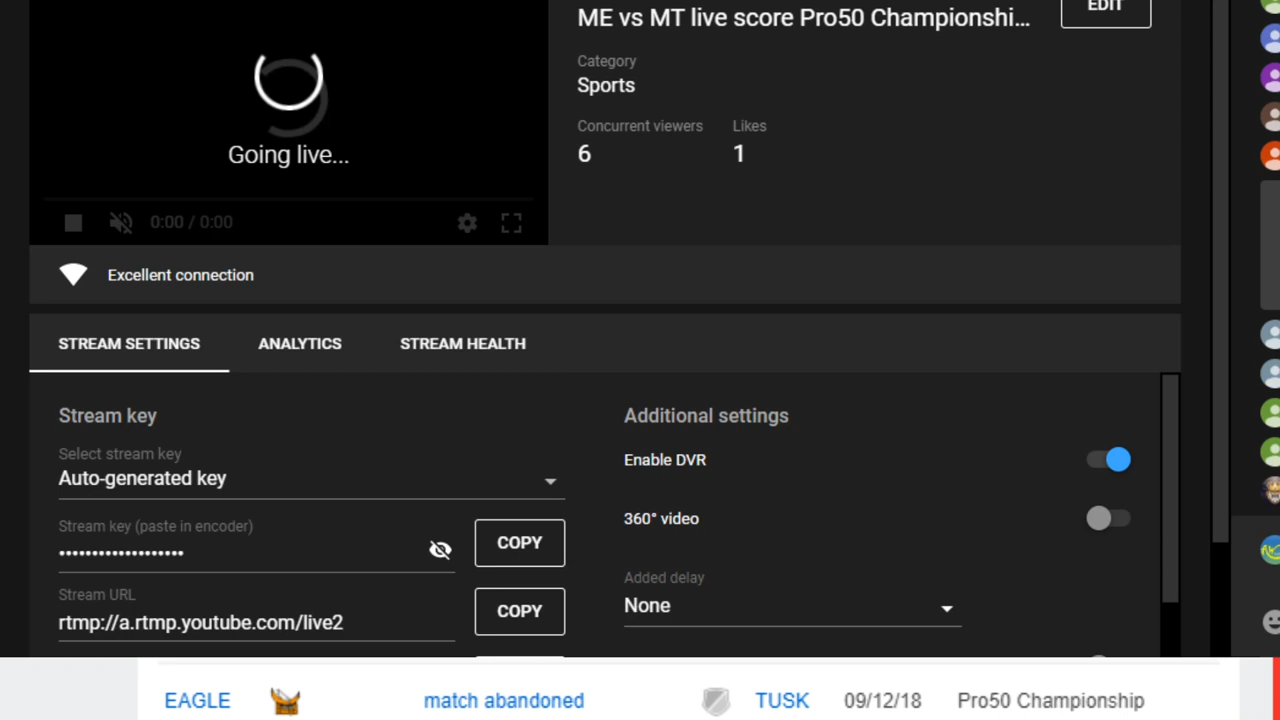 ME vs MT live score Pro50 Championshi...
EDIT
Category
Sports
Concurrent viewers
Likes
6
1
Going live...
0:00 / 0:00
Excellent connection
STREAM SETTINGS
ANALYTICS
STREAM HEALTH
Stream key
Select stream key
Auto-generated key
Stream key (paste in encoder)
•••••••••••••••••••
COPY
Stream URL
rtmp://a.rtmp.youtube.com/live2
COPY
Additional settings
Enable DVR
360° video
Added delay
None
EAGLE match abandoned TUSK 09/12/18 Pro50 Championship